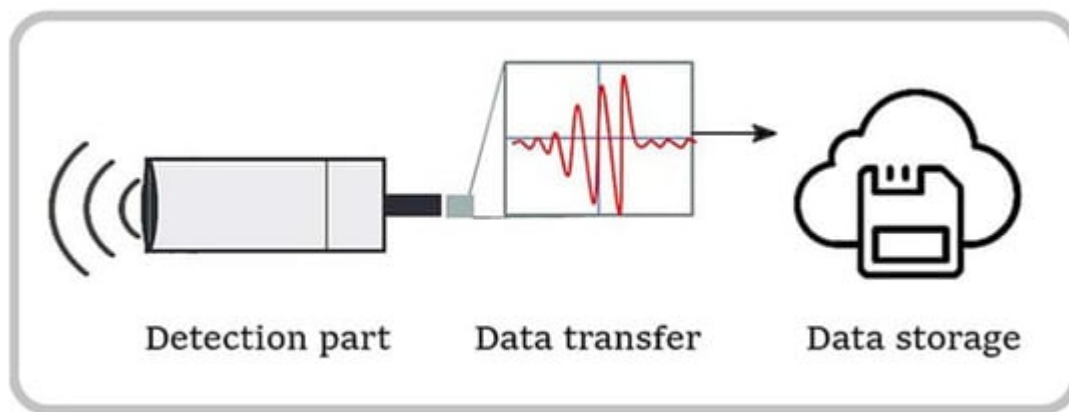 Detection part
Data transfer
Data storage